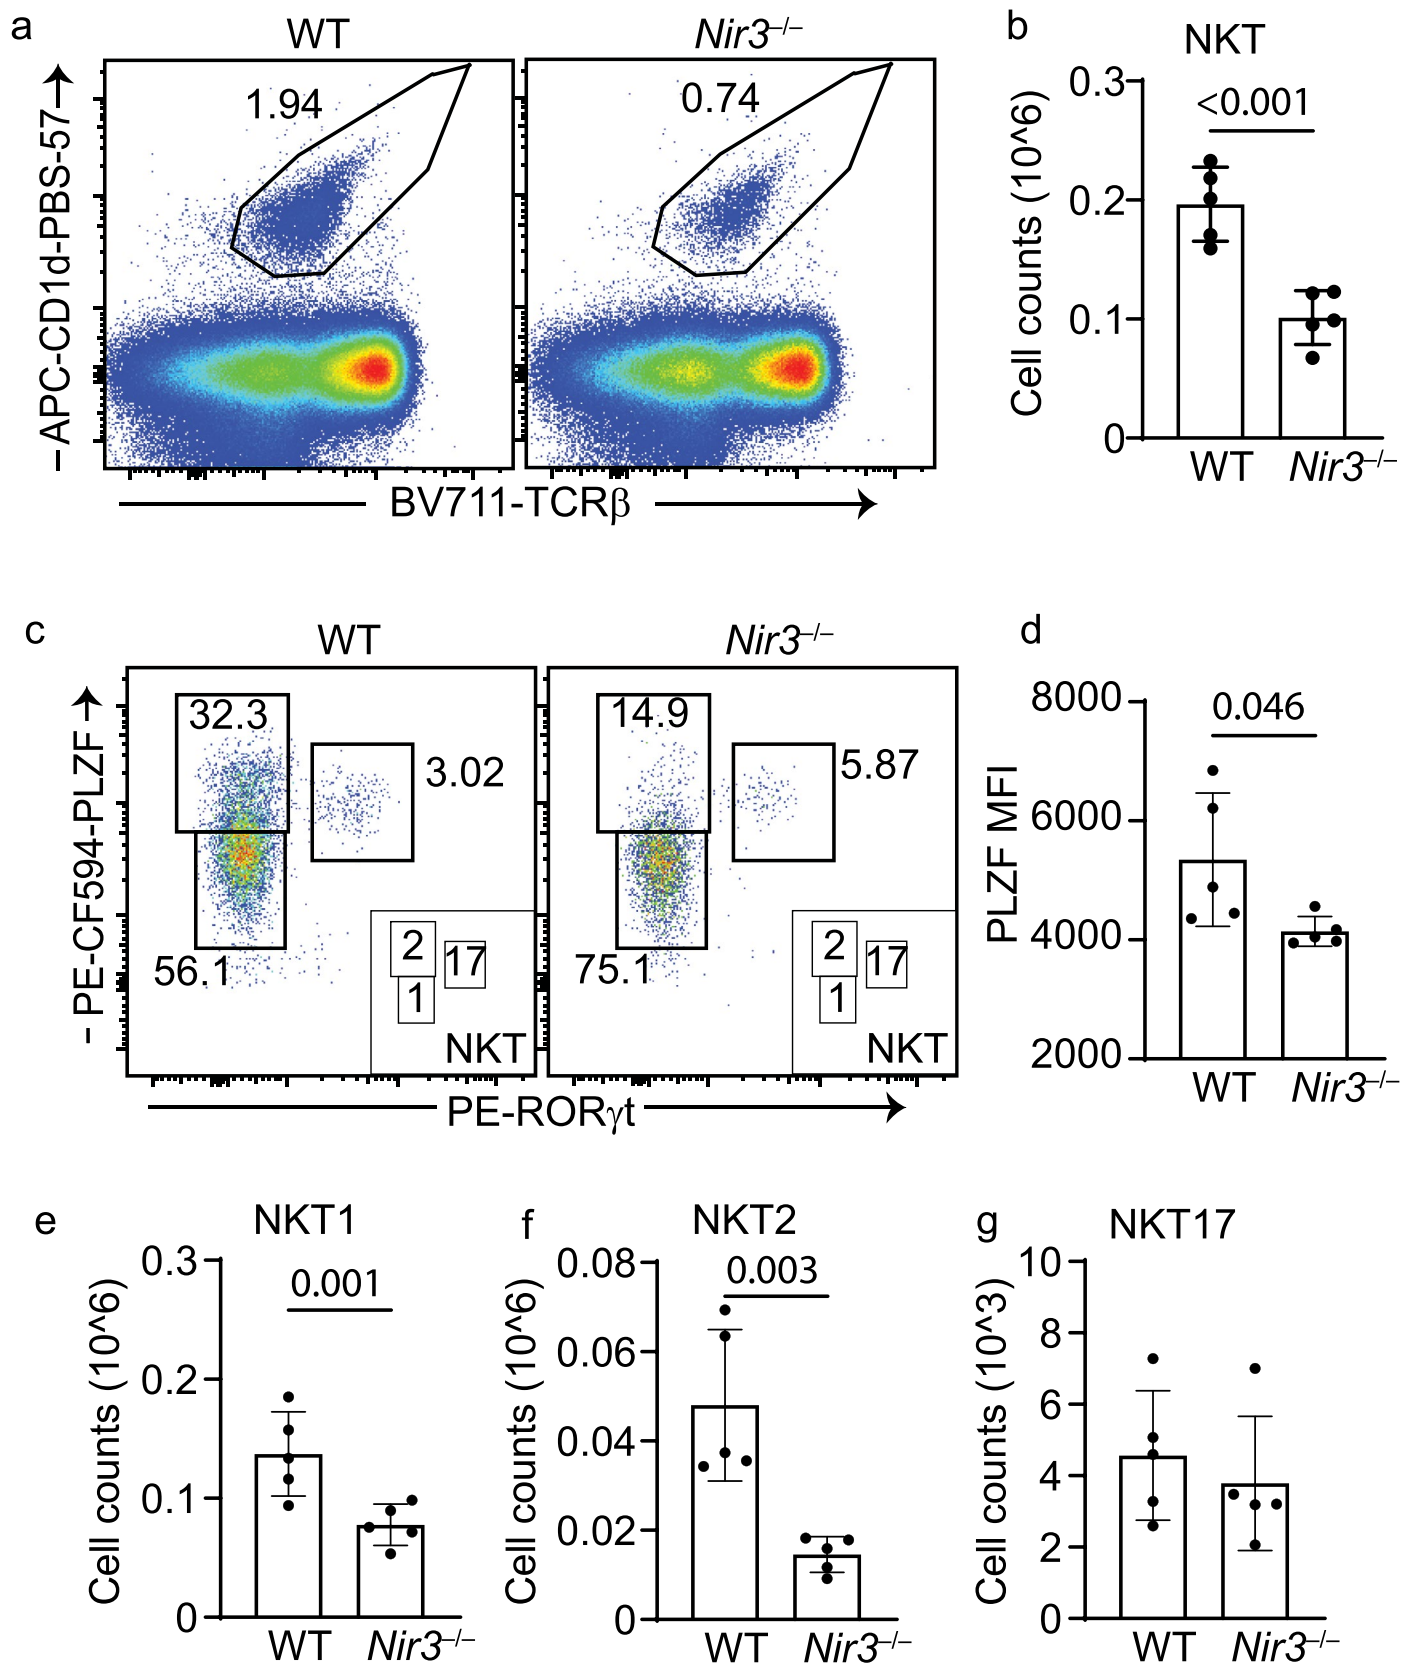 a
WT
Nir3–/–
1.94
0.74
APC-CD1d-PBS-57
BV711-TCRβ
b
NKT
<0.001
Cell counts (10^6)
0.3
0.2
0.1
0
WT
Nir3–/–
c
WT
Nir3–/–
32.3
3.02
56.1
2
17
1
NKT
14.9
5.87
75.1
2
17
1
NKT
PE-CF594-PLZF
PE-RORγt
d
0.046
PLZF MFI
8000
6000
4000
2000
WT
Nir3–/–
e
NKT1
0.001
Cell counts (10^6)
0.3
0.2
0.1
0
WT
Nir3–/–
f
NKT2
0.003
Cell counts (10^6)
0.08
0.06
0.04
0.02
0
WT
Nir3–/–
g
NKT17
Cell counts (10^3)
10
8
6
4
2
0
WT
Nir3–/–